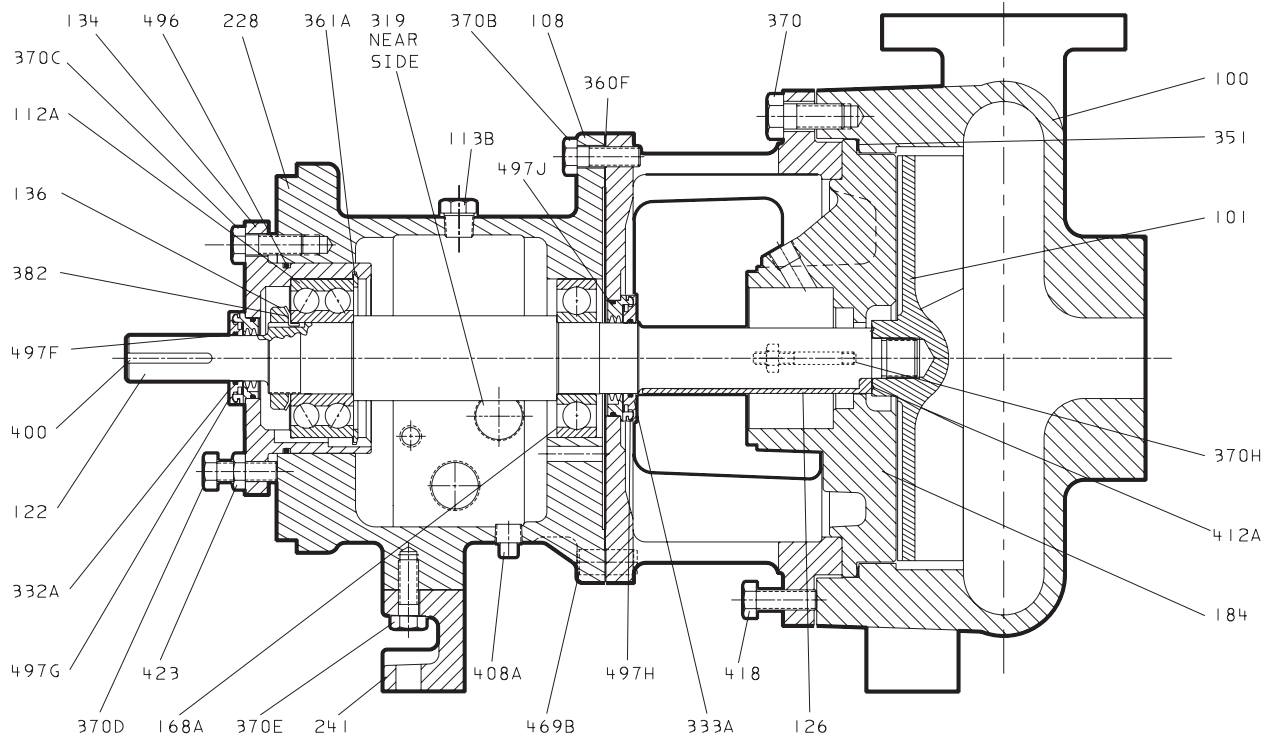 134
496
228
361A
319
NEAR
SIDE
370B
108
370
370C
360F
100
112A
113B
351
497J
136
101
382
497F
400
370H
122
412A
332A
184
497G
423
408A
497H
418
370D
168A
370E
241
469B
333A
126